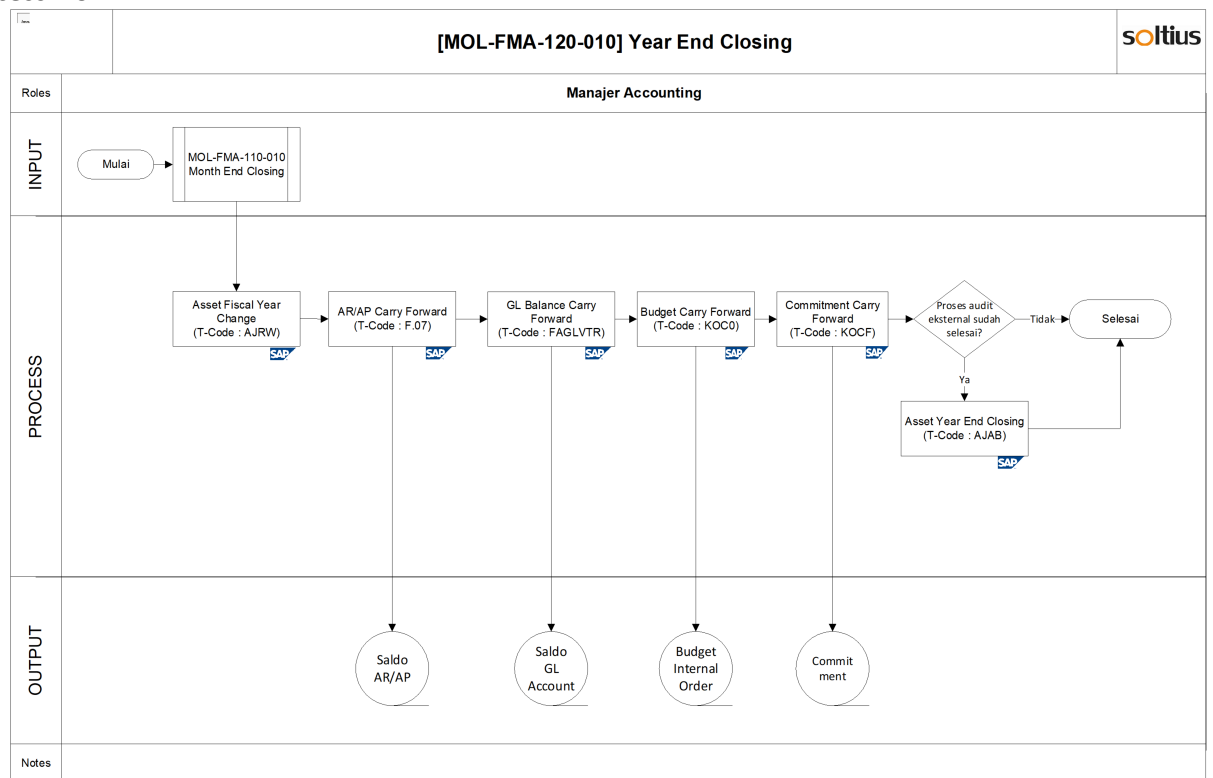 [MOL-FMA-120-010] Year End Closing
soltius
Roles
Manajer Accounting
INPUT
Mulai
MOL-FMA-110-010
Month End Closing
PROCESS
Asset Fiscal Year
Change
(T-Code : AJRW)
SAP
AR/AP Carry Forward
(T-Code : F.07)
SAP
GL Balance Carry
Forward
(T-Code : FAGLVTR)
SAP
Budget Carry Forward
(T-Code : KOC0)
SAP
Commitment Carry
Forward
(T-Code : KOCF)
SAP
Proses audit
eksternal sudah
selesai?
Tidak
Selesai
Ya
Asset Year End Closing
(T-Code : AJAB)
SAP
OUTPUT
Saldo
AR/AP
Saldo
GL
Account
Budget
Internal
Order
Commit
ment
Notes